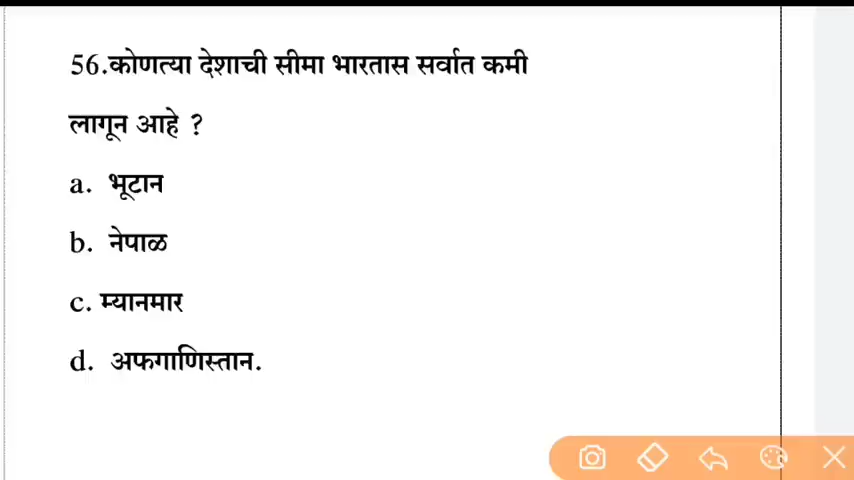 56.कोणत्या देशाची सीमा भारतास सर्वात कमी
लागून आहे ?
a. भूटान
b. नेपाळ
c. म्यानमार
d. अफगाणिस्तान.